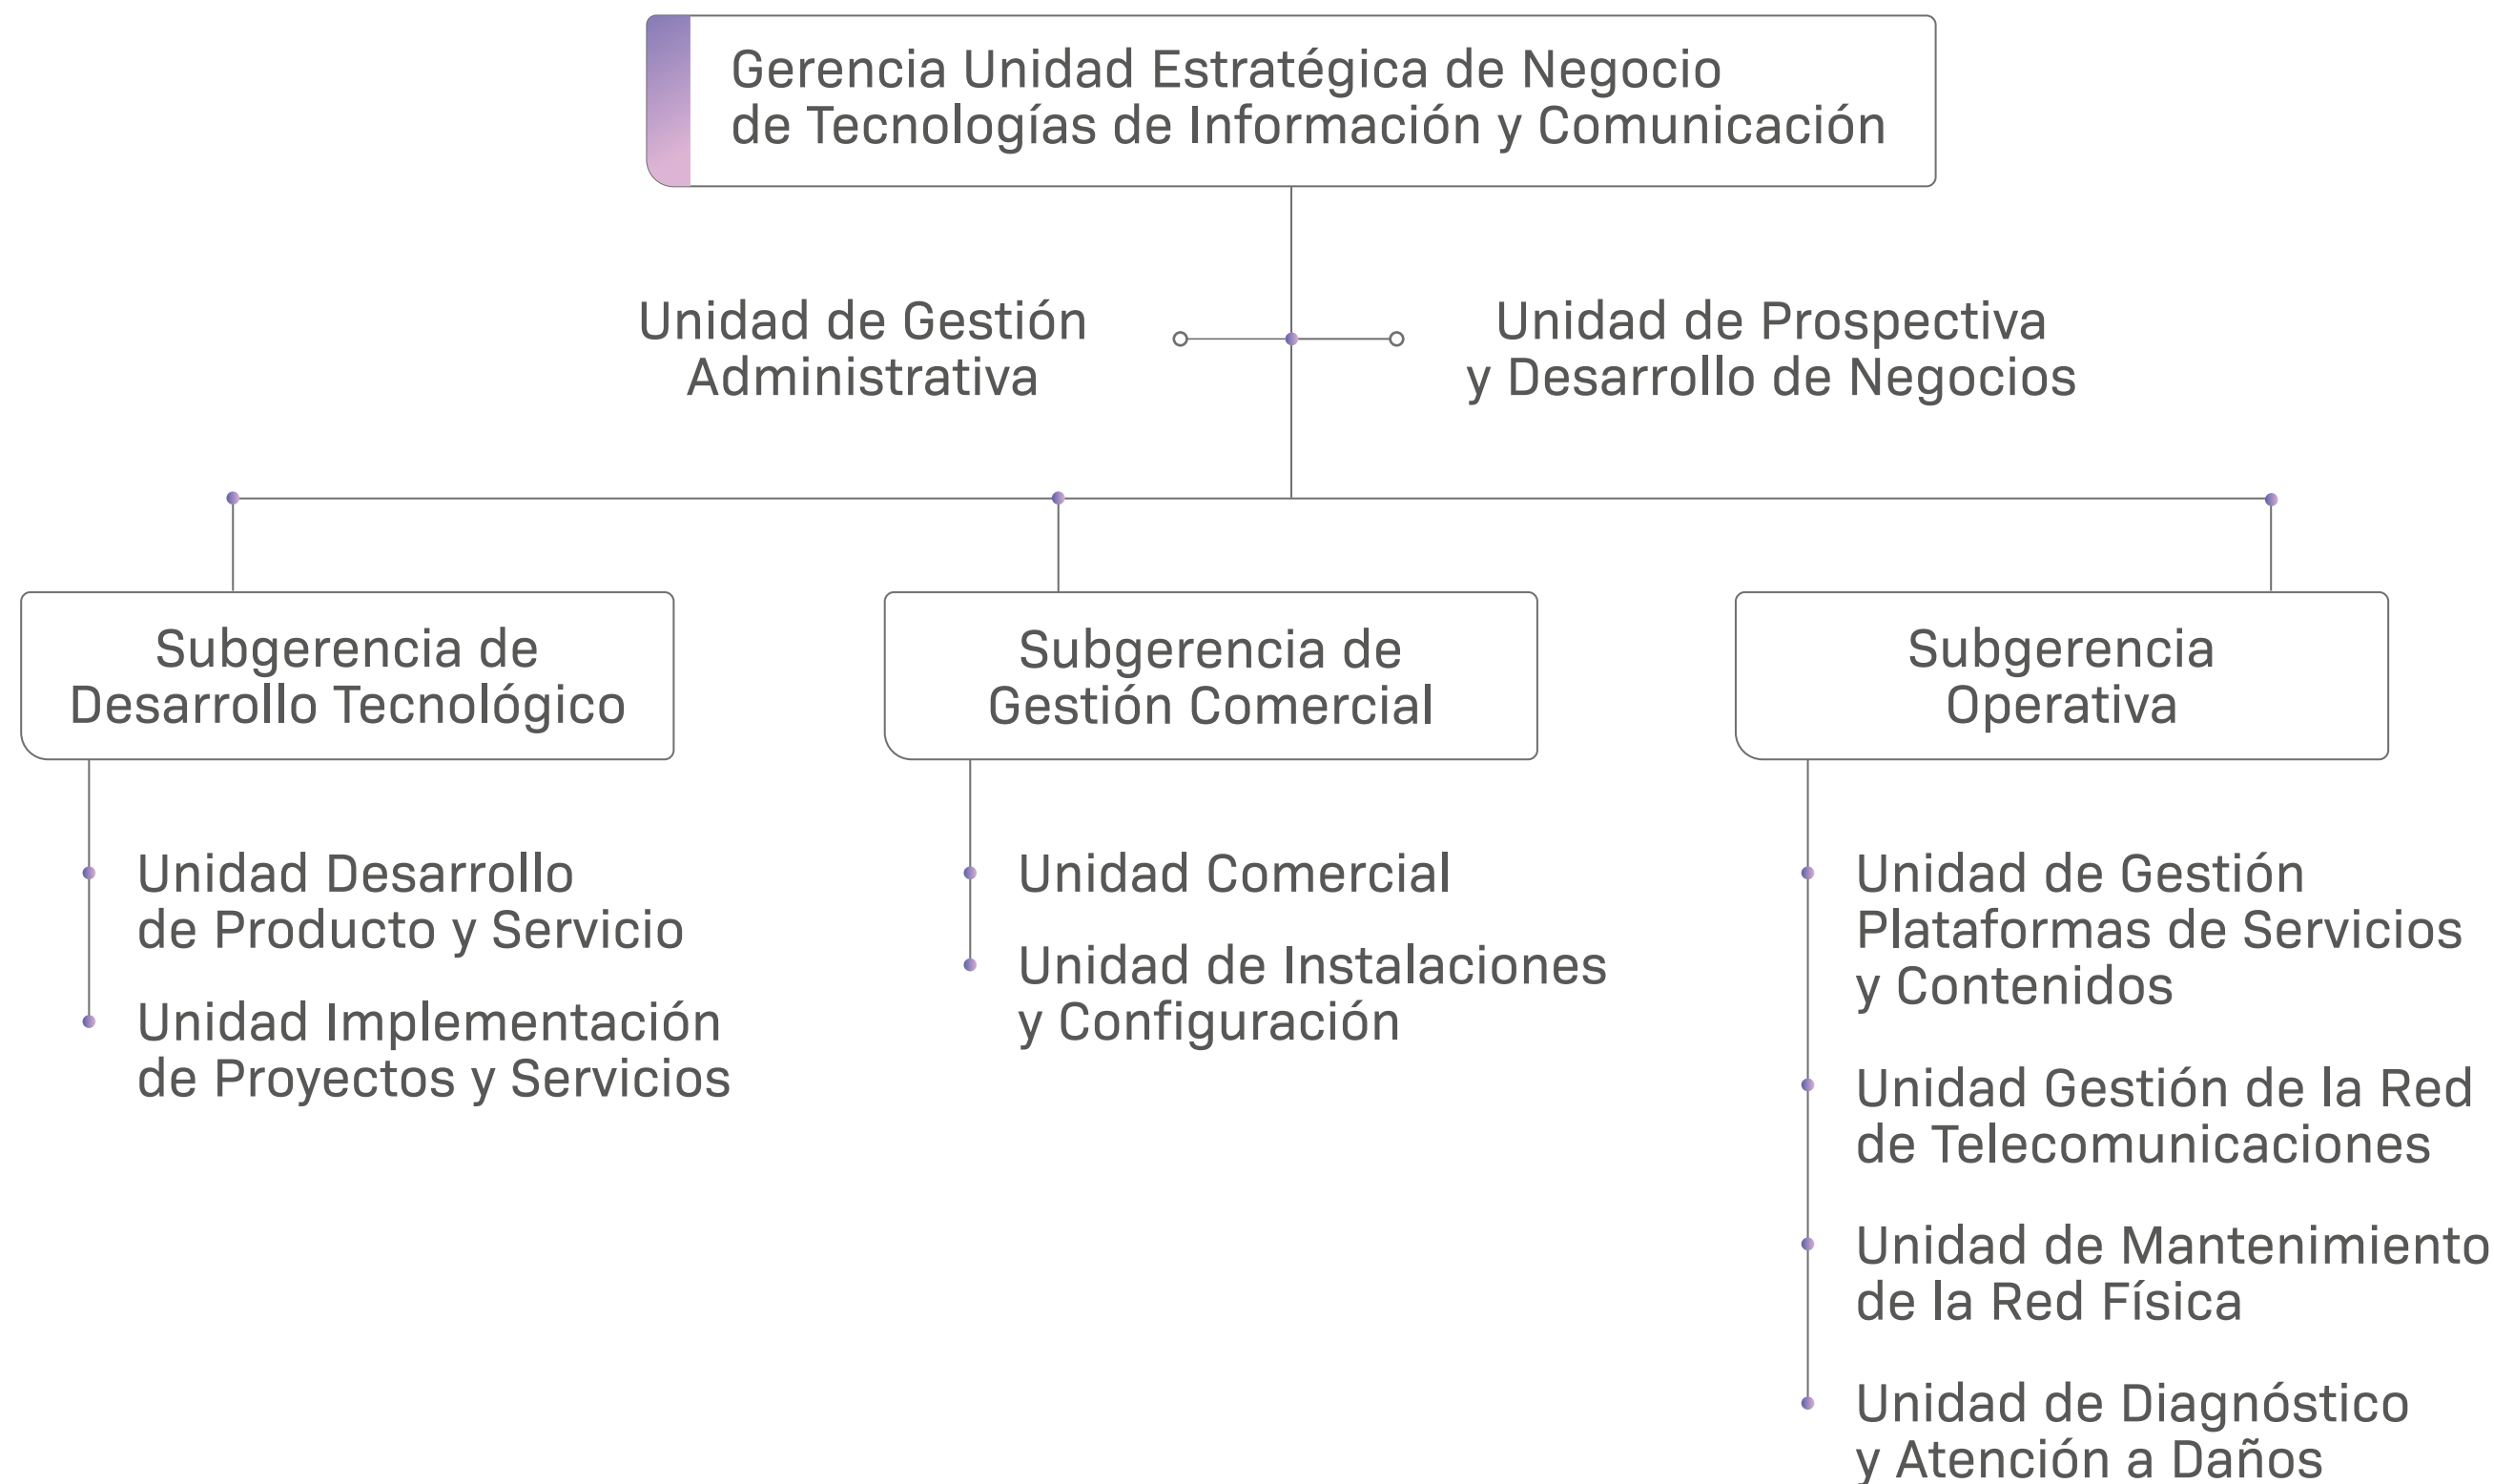 Gerencia Unidad Estratégica de Negocio
de Tecnologías de Información y Comunicación
Unidad de Gestión
Administrativa
Unidad de Prospectiva
y Desarrollo de Negocios
Subgerencia de
Desarrollo Tecnológico
Unidad Desarrollo
de Producto y Servicio
Unidad Implementación
de Proyectos y Servicios
Subgerencia de
Gestión Comercial
Unidad Comercial
Unidad de Instalaciones
y Configuración
Subgerencia
Operativa
Unidad de Gestión
Plataformas de Servicios
y Contenidos
Unidad Gestión de la Red
de Telecomunicaciones
Unidad de Mantenimiento
de la Red Física
Unidad de Diagnóstico
y Atención a Daños